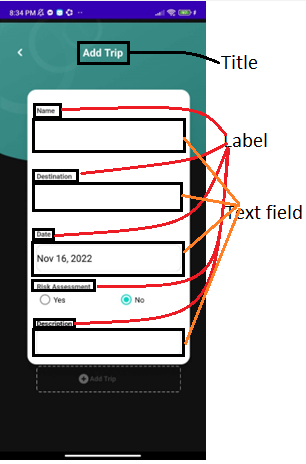 8:34 PM
Add Trip
Title
Name
Label
Destination
Text field
Date
Nov 16, 2022
Risk Assessment
Yes
No
Description
Add Trip